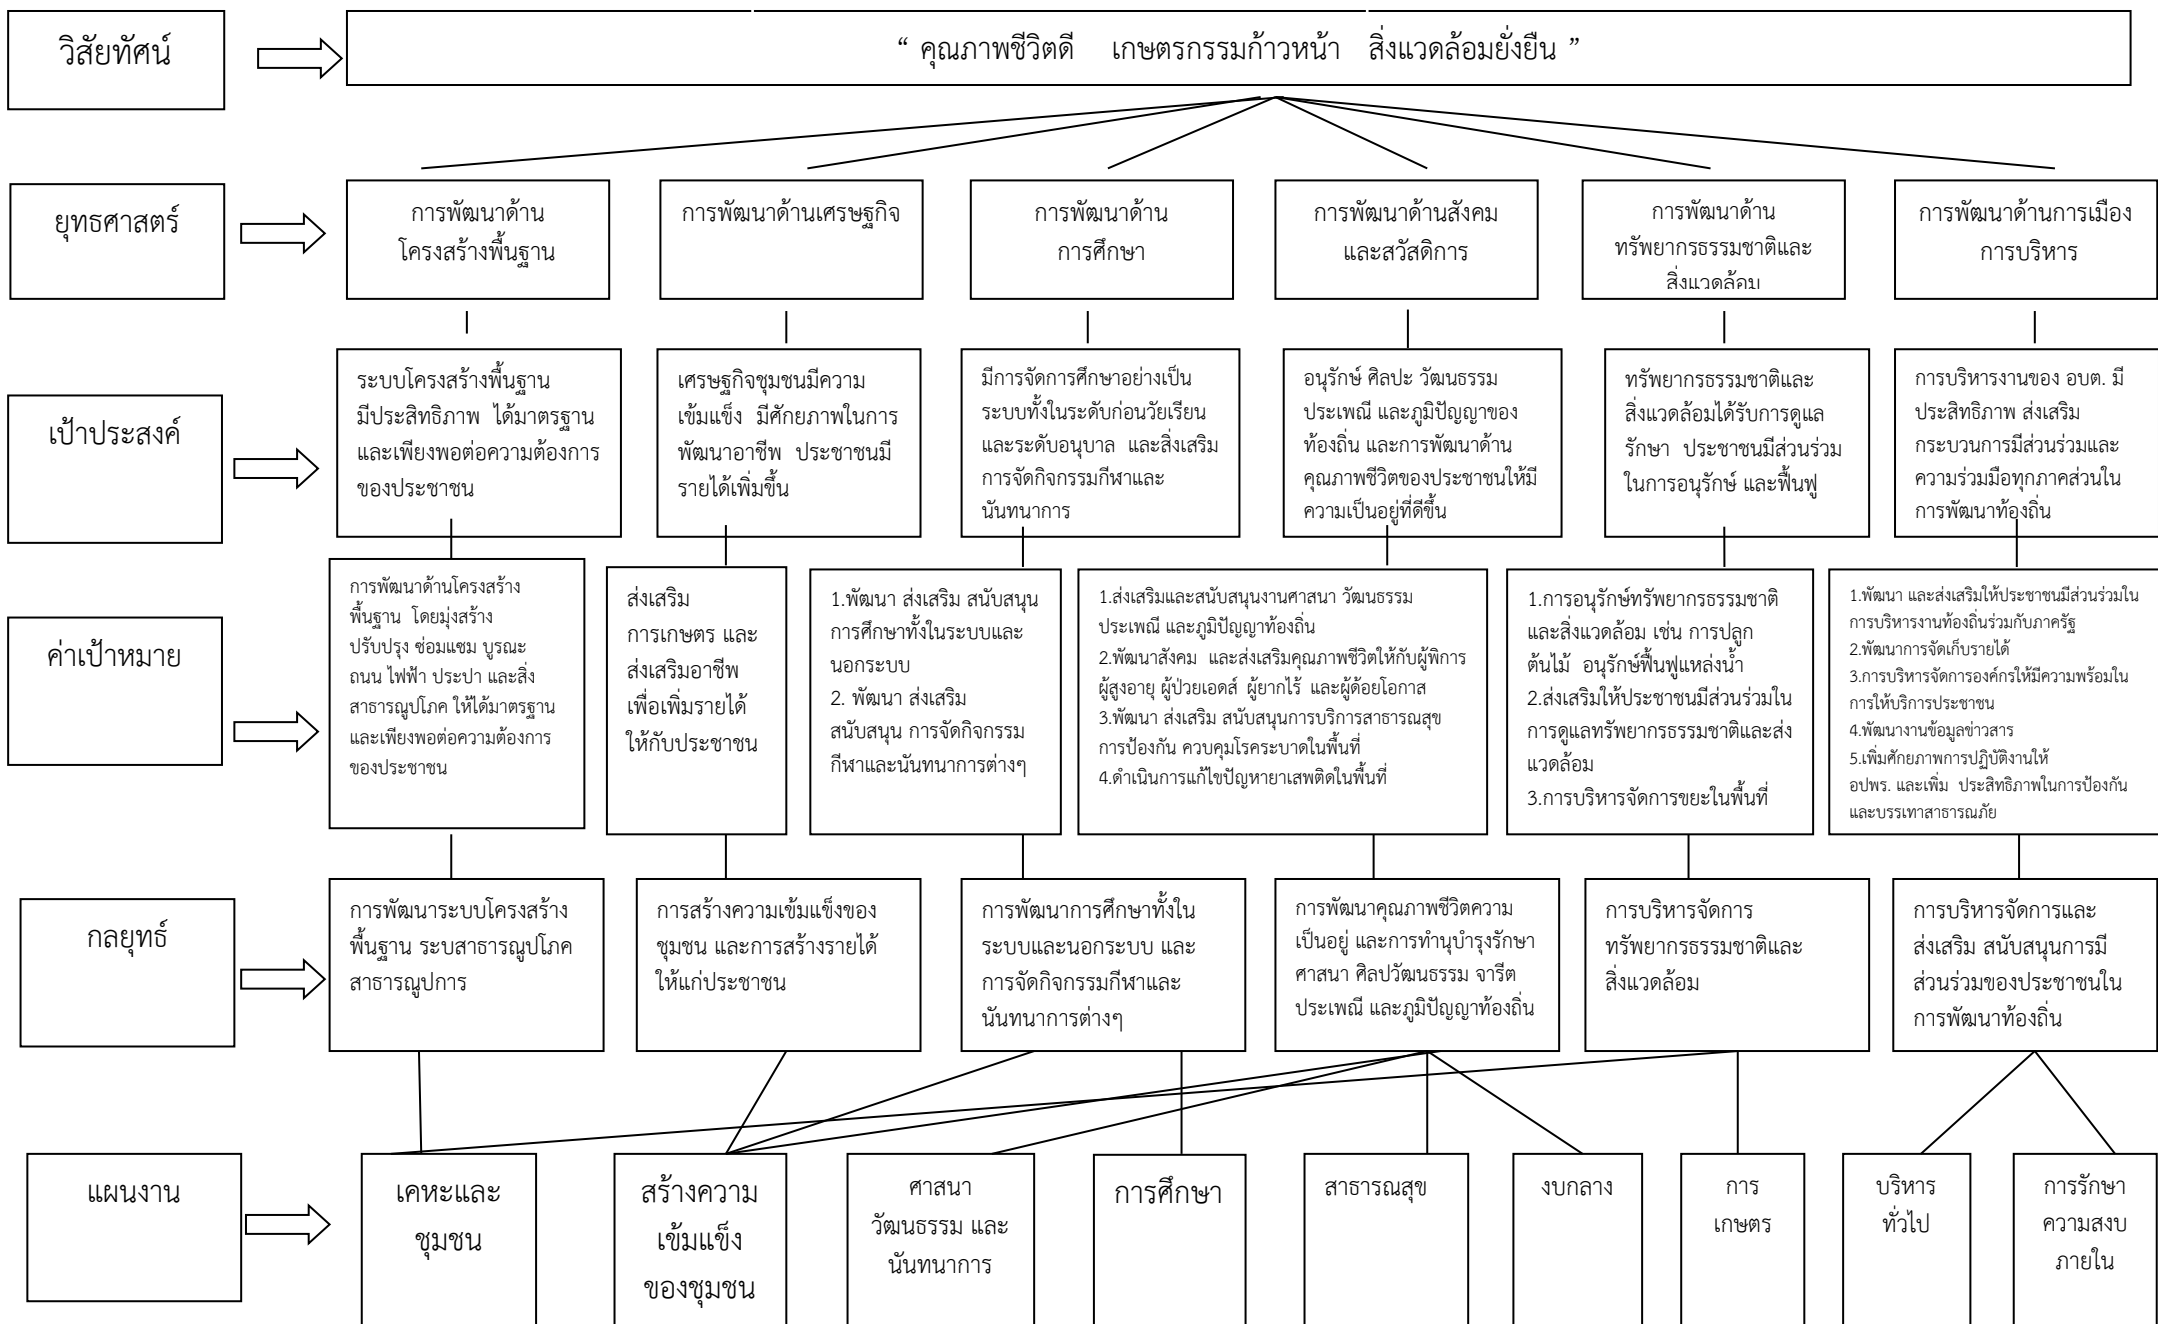 วิสัยทัศน์
“ คุณภาพชีวิตดี เกษตรกรรมก้าวหน้า สิ่งแวดล้อมยั่งยืน ”
ยุทธศาสตร์
การพัฒนาด้าน
โครงสร้างพื้นฐาน
การพัฒนาด้านเศรษฐกิจ
การพัฒนาด้าน
การศึกษา
การพัฒนาด้านสังคม
และสวัสดิการ
การพัฒนาด้าน
ทรัพยากรธรรมชาติและ
สิ่งแวดล้อม
การพัฒนาด้านการเมือง
การบริหาร
เป้าประสงค์
ระบบโครงสร้างพื้นฐาน
มีประสิทธิภาพ ได้มาตรฐาน
และเพียงพอต่อความต้องการ
ของประชาชน
เศรษฐกิจชุมชนมีความ
เข้มแข็ง มีศักยภาพในการ
พัฒนาอาชีพ ประชาชนมี
รายได้เพิ่มขึ้น
มีการจัดการศึกษาอย่างเป็น
ระบบทั้งในระดับก่อนวัยเรียน
และระดับอนุบาล และสิ่งเสริม
การจัดกิจกรรมกีฬาและ
นันทนาการ
อนุรักษ์ ศิลปะ วัฒนธรรม
ประเพณี และภูมิปัญญาของ
ท้องถิ่น และการพัฒนาด้าน
คุณภาพชีวิตของประชาชนให้มี
ความเป็นอยู่ที่ดีขึ้น
ทรัพยากรธรรมชาติและ
สิ่งแวดล้อมได้รับการดูแล
รักษา ประชาชนมีส่วนร่วม
ในการอนุรักษ์ และฟื้นฟู
การบริหารงานของ อบต. มี
ประสิทธิภาพ ส่งเสริม
กระบวนการมีส่วนร่วมและ
ความร่วมมือทุกภาคส่วนใน
การพัฒนาท้องถิ่น
ค่าเป้าหมาย
การพัฒนาด้านโครงสร้าง
พื้นฐาน โดยมุ่งสร้าง
ปรับปรุง ซ่อมแซม บูรณะ
ถนน ไฟฟ้า ประปา และสิ่ง
สาธารณูปโภค ให้ได้มาตรฐาน
และเพียงพอต่อความต้องการ
ของประชาชน
ส่งเสริม
การเกษตร และ
ส่งเสริมอาชีพ
เพื่อเพิ่มรายได้
ให้กับประชาชน
1.พัฒนา ส่งเสริม สนับสนุน
การศึกษาทั้งในระบบและ
นอกระบบ
2. พัฒนา ส่งเสริม
สนับสนุน การจัดกิจกรรม
กีฬาและนันทนาการต่างๆ
1.ส่งเสริมและสนับสนุนงานศาสนา วัฒนธรรม
ประเพณี และภูมิปัญญาท้องถิ่น
2.พัฒนาสังคม และส่งเสริมคุณภาพชีวิตให้กับผู้พิการ
ผู้สูงอายุ ผู้ป่วยเอดส์ ผู้ยากไร้ และผู้ด้อยโอกาส
3.พัฒนา ส่งเสริม สนับสนุนการบริการสาธารณสุข
การป้องกัน ควบคุมโรคระบาดในพื้นที่
4.ดำเนินการแก้ไขปัญหายาเสพติดในพื้นที่
1.การอนุรักษ์ทรัพยากรธรรมชาติ
และสิ่งแวดล้อม เช่น การปลูก
ต้นไม้ อนุรักษ์ฟื้นฟูแหล่งน้ำ
2.ส่งเสริมให้ประชาชนมีส่วนร่วมใน
การดูแลทรัพยากรธรรมชาติและส่ง
แวดล้อม
3.การบริหารจัดการขยะในพื้นที่
1.พัฒนา และส่งเสริมให้ประชาชนมีส่วนร่วมใน
การบริหารงานท้องถิ่นร่วมกับภาครัฐ
2.พัฒนาการจัดเก็บรายได้
3.การบริหารจัดการองค์กรให้มีความพร้อมใน
การให้บริการประชาชน
4.พัฒนางานข้อมูลข่าวสาร
5.เพิ่มศักยภาพการปฏิบัติงานให้
อปพร. และเพิ่ม ประสิทธิภาพในการป้องกัน
และบรรเทาสาธารณภัย
กลยุทธ์
การพัฒนาระบบโครงสร้าง
พื้นฐาน ระบสาธารณูปโภค
สาธารณูปการ
การสร้างความเข้มแข็งของ
ชุมชน และการสร้างรายได้
ให้แก่ประชาชน
การพัฒนาการศึกษาทั้งใน
ระบบและนอกระบบ และ
การจัดกิจกรรมกีฬาและ
นันทนาการต่างๆ
การพัฒนาคุณภาพชีวิตความ
เป็นอยู่ และการทำนุบำรุงรักษา
ศาสนา ศิลปวัฒนธรรม จารีต
ประเพณี และภูมิปัญญาท้องถิ่น
การบริหารจัดการ
ทรัพยากรธรรมชาติและ
สิ่งแวดล้อม
การบริหารจัดการและ
ส่งเสริม สนับสนุนการมี
ส่วนร่วมของประชาชนใน
การพัฒนาท้องถิ่น
แผนงาน
เคหะและ
ชุมชน
สร้างความ
เข้มแข็ง
ของชุมชน
ศาสนา
วัฒนธรรม และ
นันทนาการ
การศึกษา
สาธารณสุข
งบกลาง
การ
เกษตร
บริหาร
ทั่วไป
การรักษา
ความสงบ
ภายใน